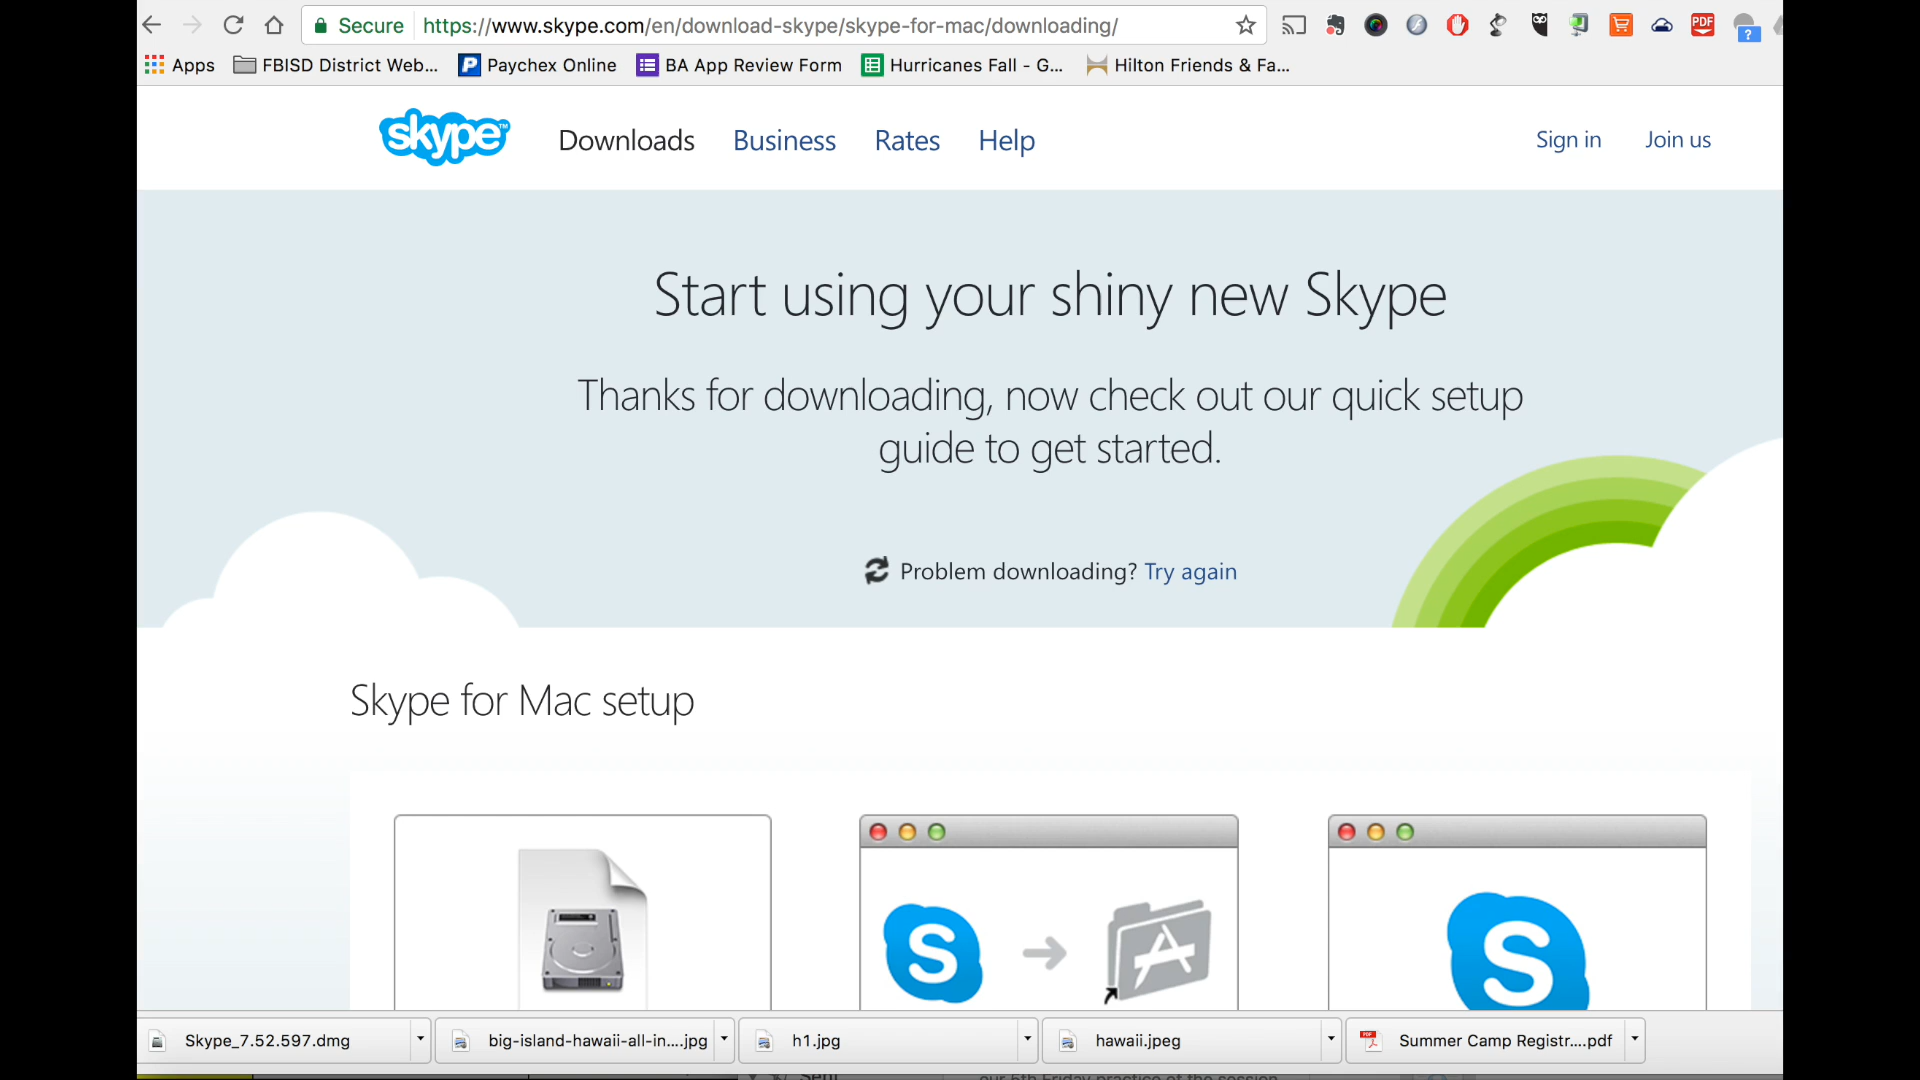 Secure https://www.skype.com/en/download-skype/skype-for-mac/downloading/
PDF
?
Apps FBISD District Web... Paychex Online BA App Review Form Hurricanes Fall - G... Hilton Friends & Fa...
skype™ Downloads Business Rates Help Sign in Join us
Start using your shiny new Skype
Thanks for downloading, now check out our quick setup
guide to get started.
Problem downloading? Try again
Skype for Mac setup
Skype_7.52.597.dmg big-island-hawaii-all-in....jpg h1.jpg hawaii.jpeg Summer Camp Registr....pdf